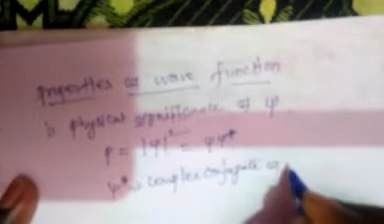 properties of wave function
1) physical significance of ψ
P = |ψ|² = ψψ*
ψ* → complex conjugate of